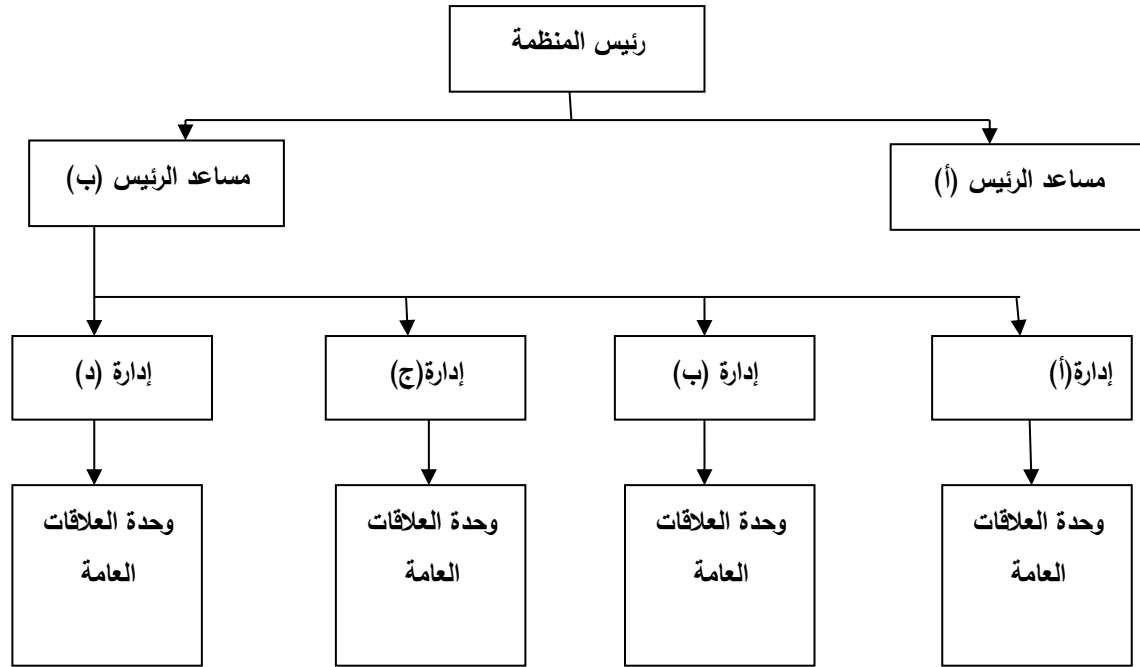 رئيس المنظمة
مساعد الرئيس (أ)
مساعد الرئيس (ب)
إدارة(أ)
إدارة (ب)
إدارة(ج)
إدارة (د)
وحدة العلاقات
العامة
وحدة العلاقات
العامة
وحدة العلاقات
العامة
وحدة العلاقات
العامة